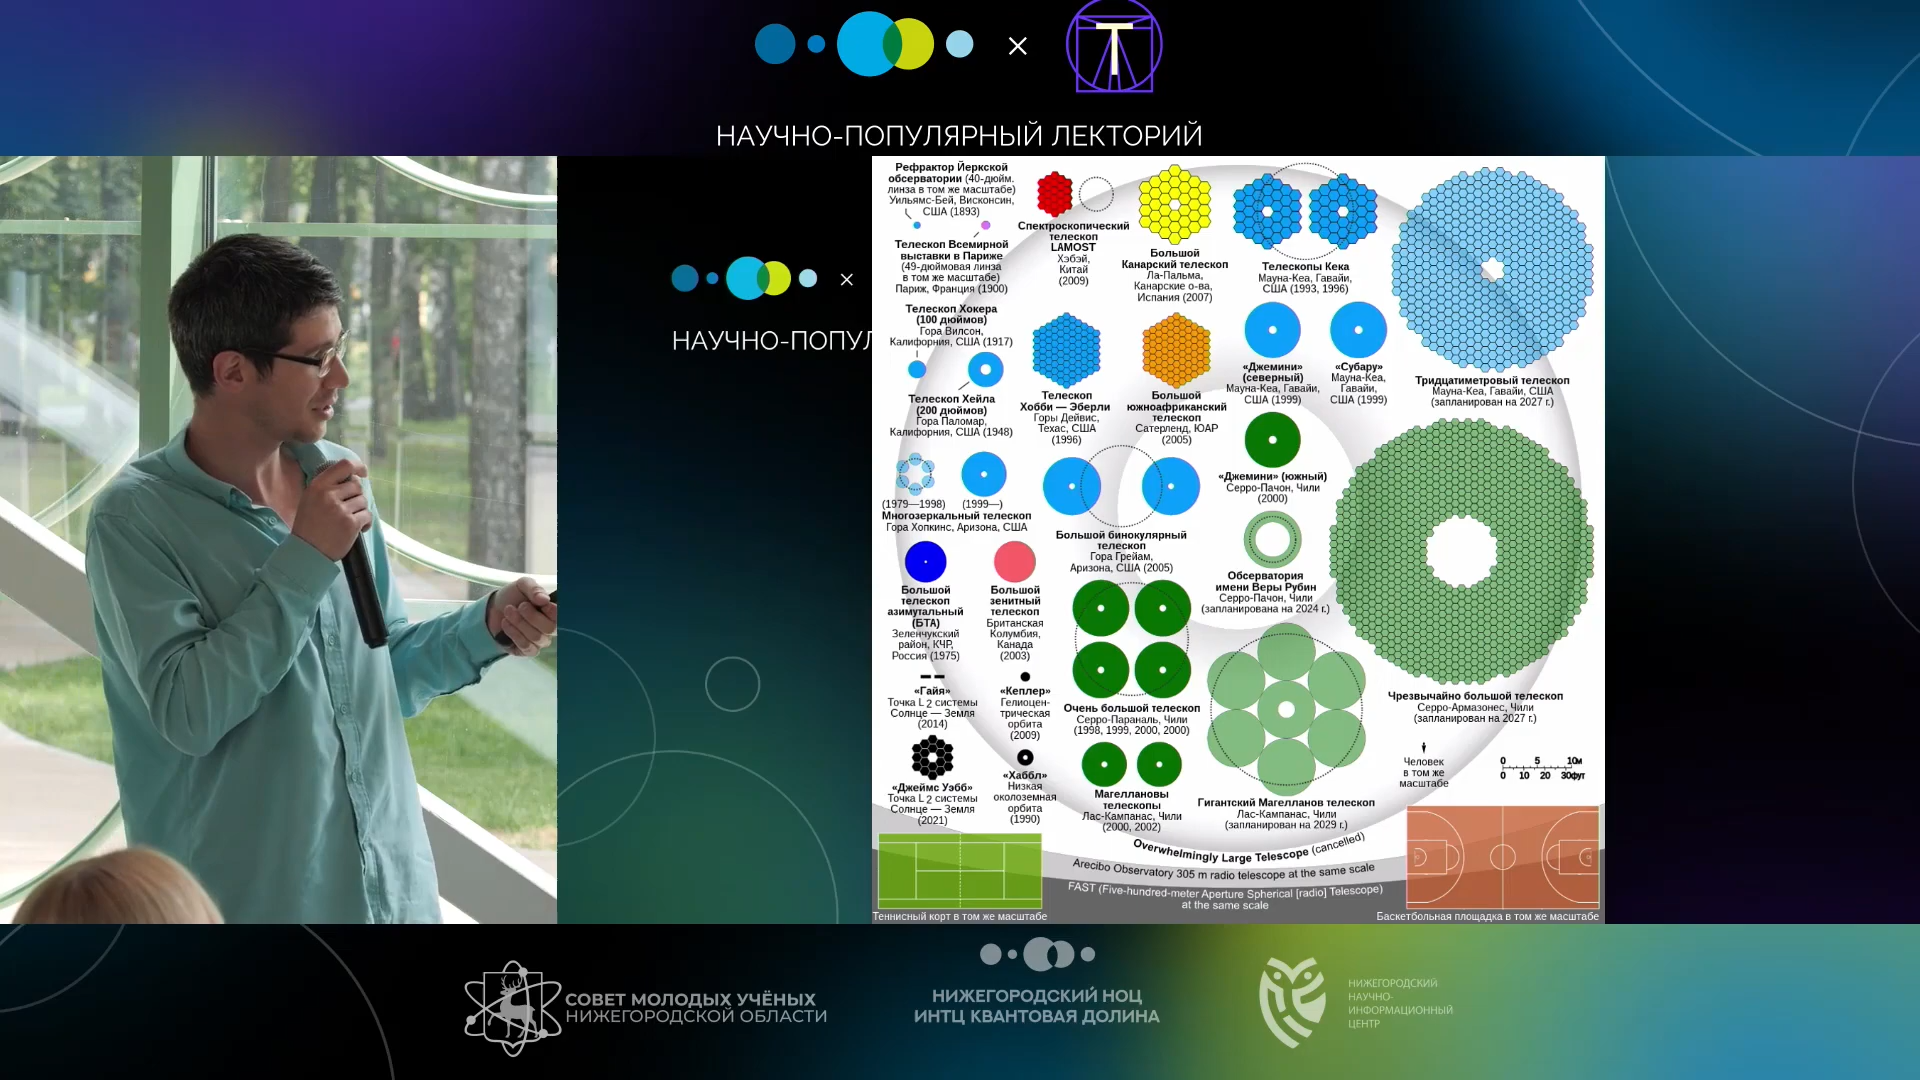 НАУЧНО-ПОПУЛЯРНЫЙ ЛЕКТОРИЙ
НАУЧНО-ПОПУЛ
Рефрактор Йеркской
обсерватории (40-дюйм.
линза в том же масштабе)
Уильямс-Бей, Висконсин,
США (1893)
Телескоп Всемирной
выставки в Париже
(49-дюймовая линза
в том же масштабе)
Париж, Франция (1900)
Спектроскопический
телескоп
LAMOST
Хэбэй,
Китай
(2009)
Большой
Канарский телескоп
Ла-Пальма,
Канарские о-ва,
Испания (2007)
Телескопы Кека
Мауна-Кеа, Гавайи,
США (1993, 1996)
Тридцатиметровый телескоп
Мауна-Кеа, Гавайи, США
(запланирован на 2027 г.)
Телескоп Хокера
(100 дюймов)
Гора Вилсон,
Калифорния, США (1917)
Телескоп Хейла
(200 дюймов)
Гора Паломар,
Калифорния, США (1948)
Телескоп
Хобби — Эберли
Горы Дейвис,
Техас, США
(1996)
Большой
южноафриканский
телескоп
Сатерленд, ЮАР
(2005)
«Джемини»
(северный)
Мауна-Кеа, Гавайи,
США (1999)
«Субару»
Мауна-Кеа,
Гавайи,
США (1999)
«Джемини» (южный)
Серро-Пачон, Чили
(2000)
(1979—1998)
(1999—)
Многозеркальный телескоп
Гора Хопкинс, Аризона, США
Большой бинокулярный
телескоп
Гора Грейам,
Аризона, США (2005)
Обсерватория
имени Веры Рубин
Серро-Пачон, Чили
(запланирована на 2024 г.)
Большой
телескоп
азимутальный
(БТА)
Зеленчукский
район, КЧР,
Россия (1975)
Большой
зенитный
телескоп
Британская
Колумбия,
Канада
(2003)
Чрезвычайно большой телескоп
Серро-Армазонес, Чили
(запланирован на 2027 г.)
«Гайя»
Точка L 2 системы
Солнце — Земля
(2014)
«Кеплер»
Гелиоцен-
трическая
орбита
(2009)
Очень большой телескоп
Серро-Параналь, Чили
(1998, 1999, 2000, 2000)
«Джеймс Уэбб»
Точка L 2 системы
Солнце — Земля
(2021)
«Хаббл»
Низкая
околоземная
орбита
(1990)
Магеллановы
телескопы
Лас-Кампанас, Чили
(2000, 2002)
Гигантский Магелланов телескоп
Лас-Кампанас, Чили
(запланирован на 2029 г.)
Человек
в том же
масштабе
0 5 10м
0 10 20 30фут
Overwhelmingly Large Telescope (cancelled)
Arecibo Observatory 305 m radio telescope at the same scale
FAST (Five-hundred-meter Aperture Spherical [radio] Telescope)
at the same scale
Теннисный корт в том же масштабе
Баскетбольная площадка в том же масштабе
СОВЕТ МОЛОДЫХ УЧЁНЫХ
НИЖЕГОРОДСКОЙ ОБЛАСТИ
НИЖЕГОРОДСКИЙ НОЦ
ИНТЦ КВАНТОВАЯ ДОЛИНА
НИЖЕГОРОДСКИЙ
НАУЧНО-
ИНФОРМАЦИОННЫЙ
ЦЕНТР